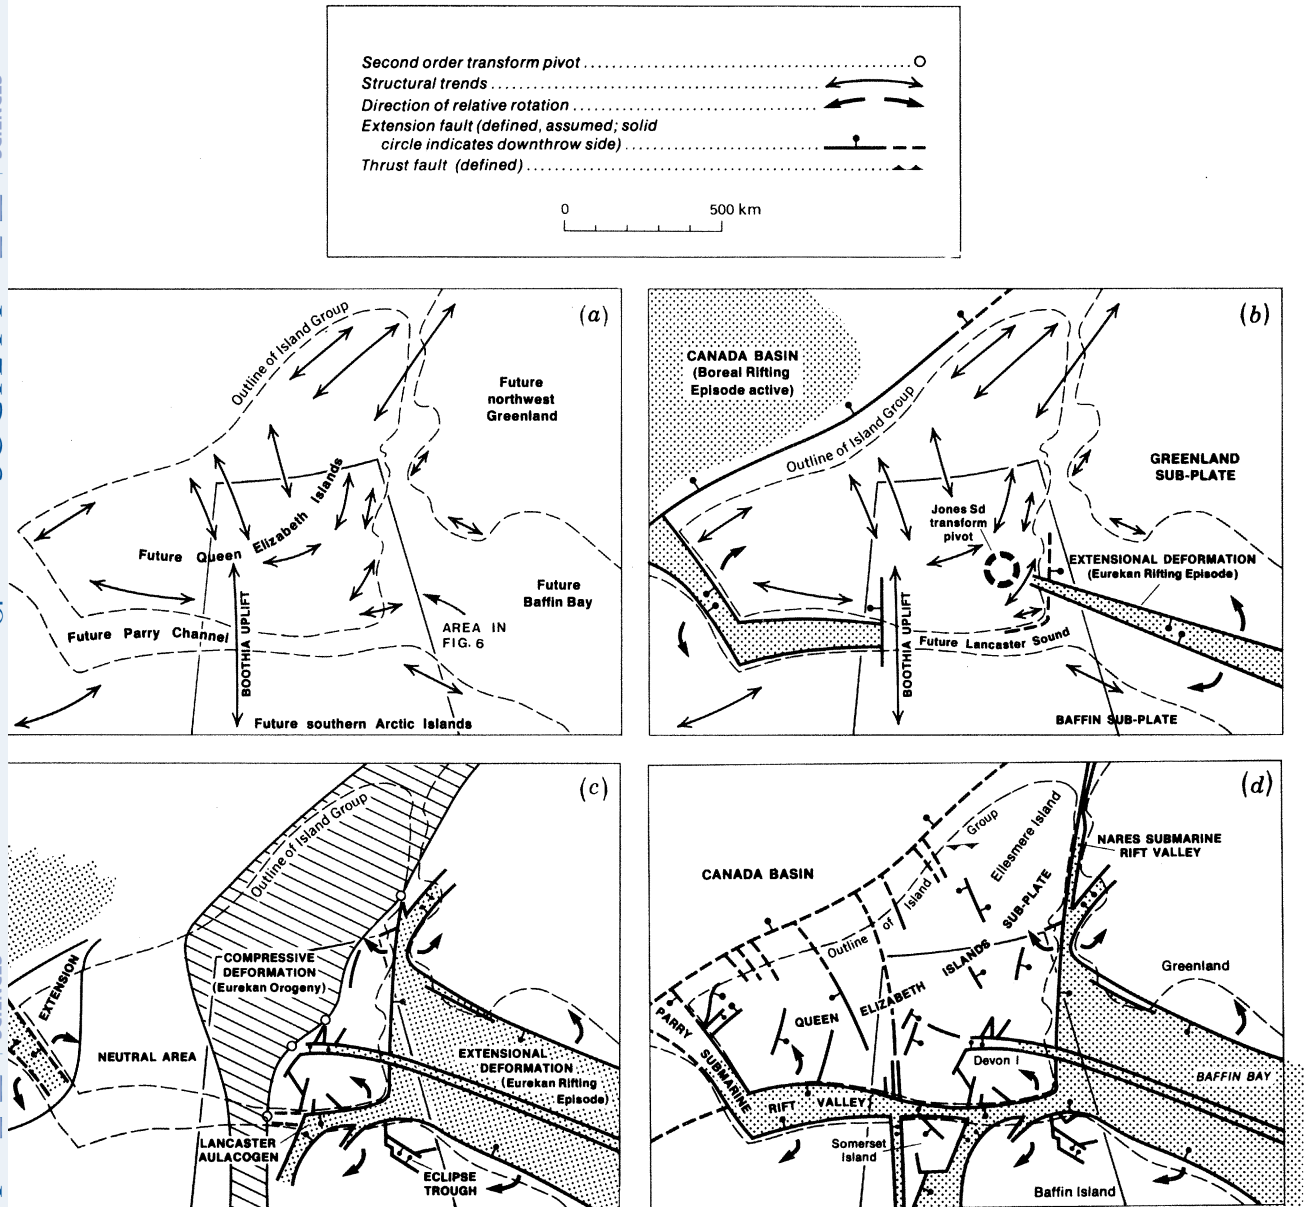 Second order transform pivot
Structural trends
Direction of relative rotation
Extension fault (defined, assumed; solid
circle indicates downthrow side)
Thrust fault (defined)
0 500 km
(a)
Outline of Island Group
Future
northwest
Greenland
Future Queen Elizabeth Islands
Future
Baffin Bay
Future Parry Channel
BOOTHIA UPLIFT
AREA IN
FIG. 6
Future southern Arctic Islands
(b)
CANADA BASIN
(Boreal Rifting
Episode active)
Outline of Island Group
GREENLAND
SUB-PLATE
Jones Sd
transform
pivot
EXTENSIONAL DEFORMATION
(Eurekan Rifting Episode)
BOOTHIA UPLIFT
Future Lancaster Sound
BAFFIN SUB-PLATE
(c)
Outline of Island Group
COMPRESSIVE
DEFORMATION
(Eurekan Orogeny)
EXTENSION
NEUTRAL AREA
EXTENSIONAL
DEFORMATION
(Eurekan Rifting
Episode)
LANCASTER
AULACOGEN
ECLIPSE
TROUGH
(d)
CANADA BASIN
Outline of Island Group
Ellesmere Island
NARES SUBMARINE
RIFT VALLEY
QUEEN ELIZABETH ISLANDS SUB-PLATE
Greenland
PARRY SUBMARINE RIFT VALLEY
Devon I
BAFFIN BAY
Somerset
Island
Baffin Island